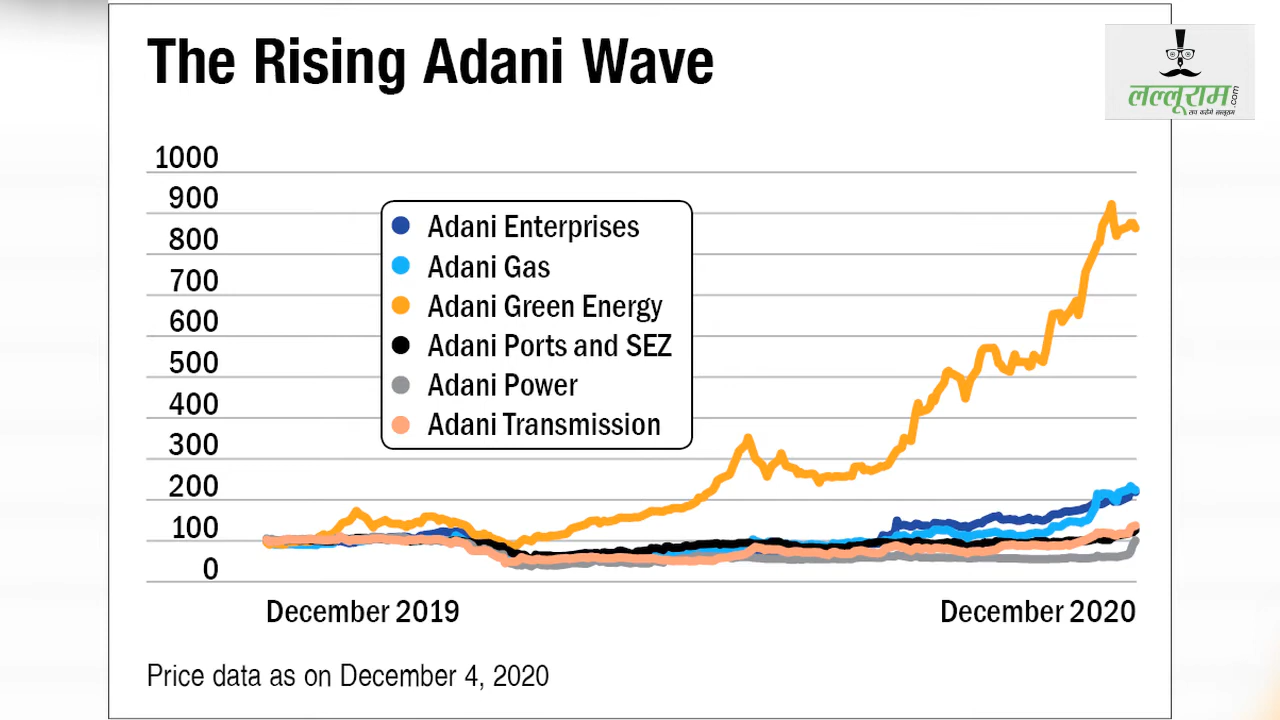 The Rising Adani Wave
लल्लूराम.com
1000
900
800
700
600
500
400
300
200
100
0
Adani Enterprises
Adani Gas
Adani Green Energy
Adani Ports and SEZ
Adani Power
Adani Transmission
December 2019
December 2020
Price data as on December 4, 2020